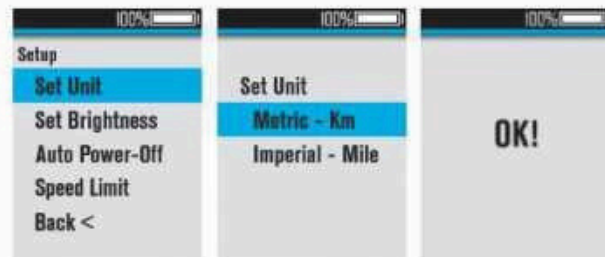 100%
Setup
Set Unit
Set Brightness
Auto Power-Off
Speed Limit
Back <
100%
Set Unit
Metric - Km
Imperial - Mile
100%
OK!